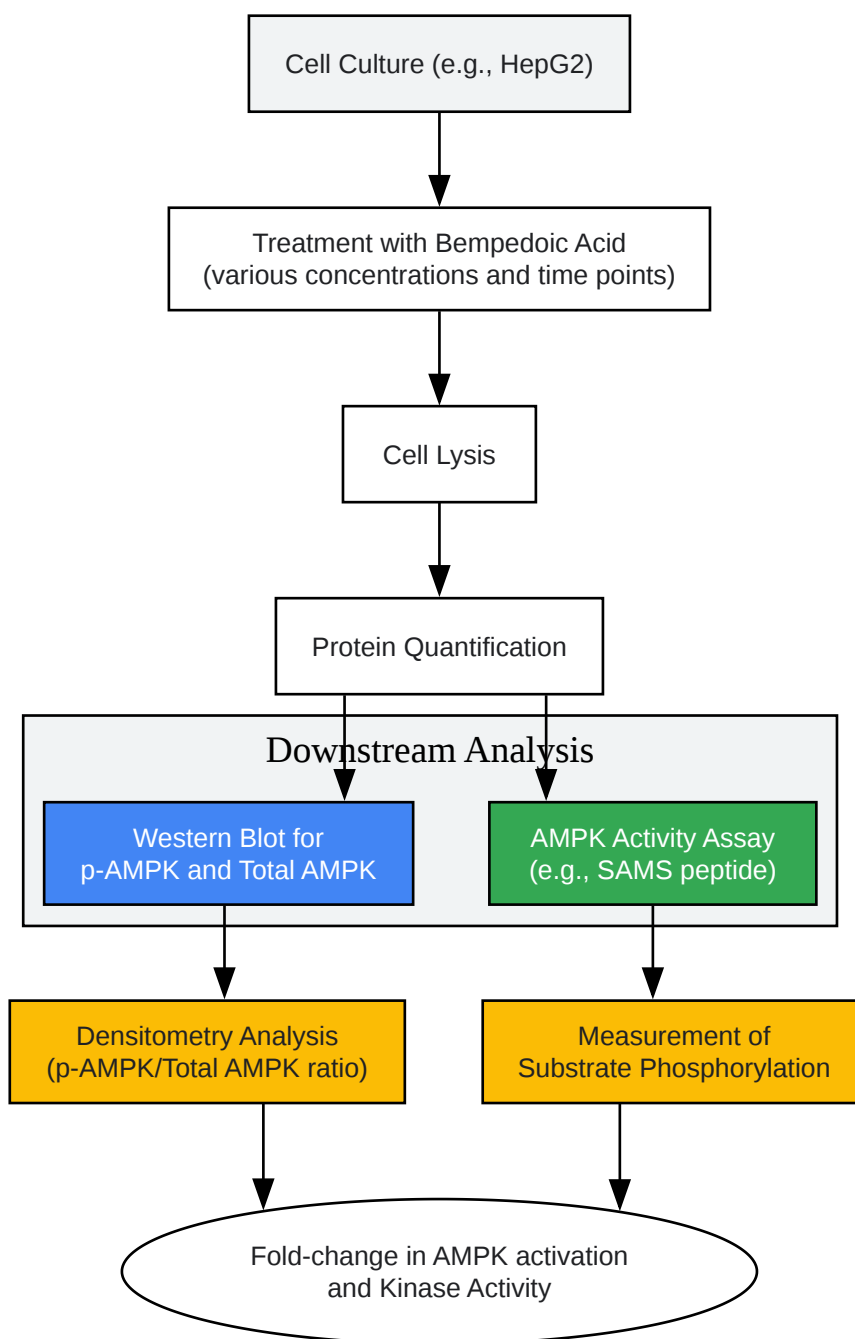 Cell Culture (e.g., HepG2)
Treatment with Bempedoic Acid
(various concentrations and time points)
Cell Lysis
Protein Quantification
Downstream Analysis
Western Blot for
p-AMPK and Total AMPK
AMPK Activity Assay
(e.g., SAMS peptide)
Densitometry Analysis
(p-AMPK/Total AMPK ratio)
Measurement of
Substrate Phosphorylation
Fold-change in AMPK activation
and Kinase Activity